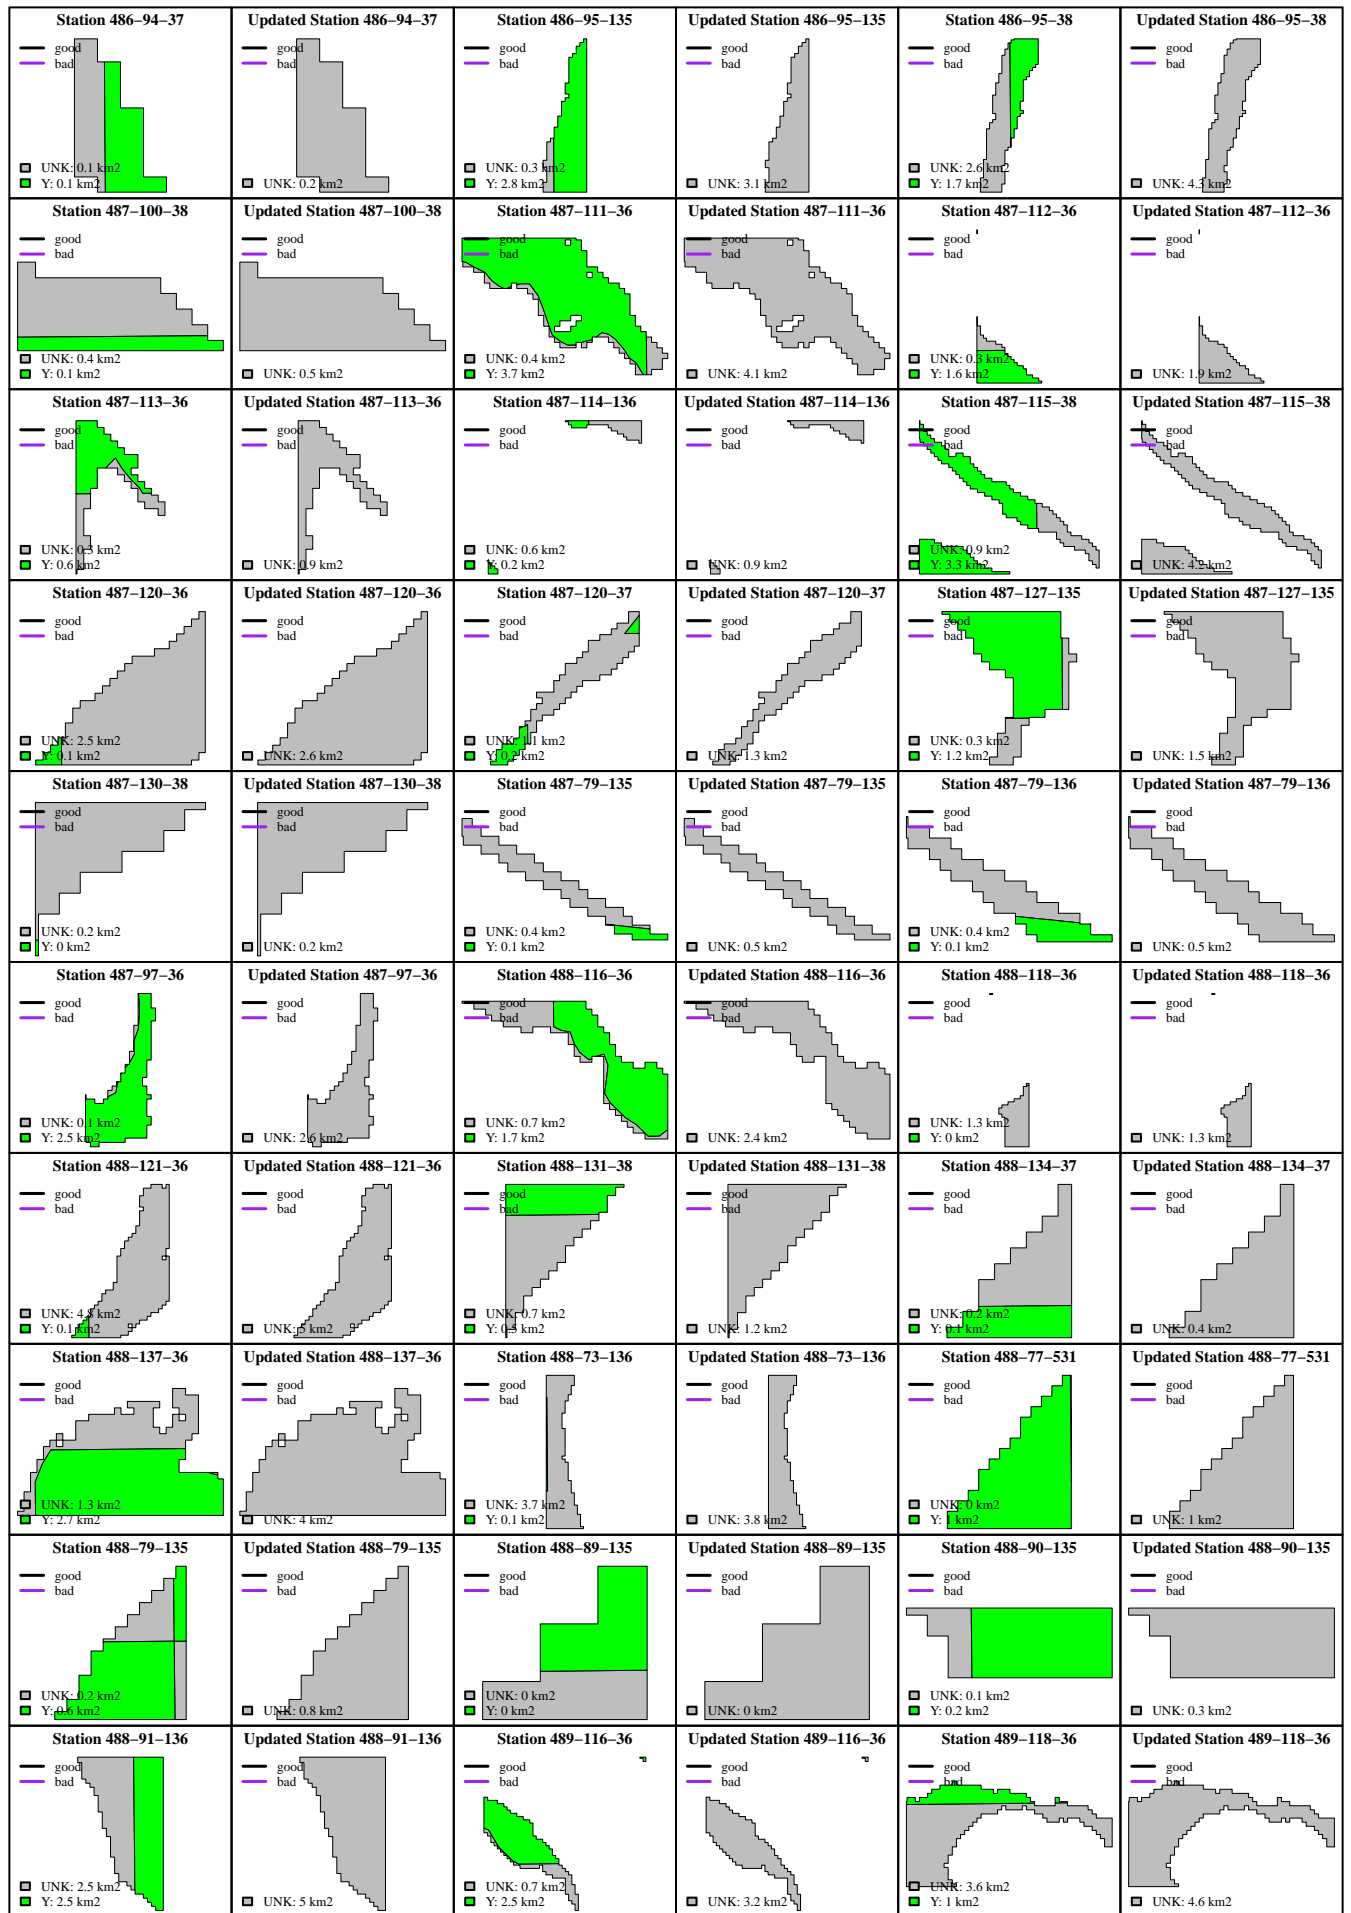 Station 486−94−37
good
bad
UNK: 0.1 km2
Y: 0.1 km2
Updated Station 486−94−37
good
bad
UNK: 0.2 km2
Station 486−95−135
good
bad
UNK: 0.3 km2
Y: 2.8 km2
Updated Station 486−95−135
good
bad
UNK: 3.1 km2
Station 486−95−38
good
bad
UNK: 2.6 km2
Y: 1.7 km2
Updated Station 486−95−38
good
bad
UNK: 4.3 km2
Station 487−100−38
good
bad
UNK: 0.4 km2
Y: 0.1 km2
Updated Station 487−100−38
good
bad
UNK: 0.5 km2
Station 487−111−36
good
bad
UNK: 0.4 km2
Y: 3.7 km2
Updated Station 487−111−36
good
bad
UNK: 4.1 km2
Station 487−112−36
good
bad
UNK: 0.3 km2
Y: 1.6 km2
Updated Station 487−112−36
good
bad
UNK: 1.9 km2
Station 487−113−36
good
bad
UNK: 0.3 km2
Y: 0.6 km2
Updated Station 487−113−36
good
bad
UNK: 0.9 km2
Station 487−114−136
good
bad
UNK: 0.6 km2
Y: 0.2 km2
Updated Station 487−114−136
good
bad
UNK: 0.9 km2
Station 487−115−38
good
bad
UNK: 0.9 km2
Y: 3.3 km2
Updated Station 487−115−38
good
bad
UNK: 4.2 km2
Station 487−120−36
good
bad
UNK: 2.5 km2
Y: 0.1 km2
Updated Station 487−120−36
good
bad
UNK: 2.6 km2
Station 487−120−37
good
bad
UNK: 1.1 km2
Y: 0.2 km2
Updated Station 487−120−37
good
bad
UNK: 1.3 km2
Station 487−127−135
good
bad
UNK: 0.3 km2
Y: 1.2 km2
Updated Station 487−127−135
good
bad
UNK: 1.5 km2
Station 487−130−38
good
bad
UNK: 0.2 km2
Y: 0 km2
Updated Station 487−130−38
good
bad
UNK: 0.2 km2
Station 487−79−135
good
bad
UNK: 0.4 km2
Y: 0.1 km2
Updated Station 487−79−135
good
bad
UNK: 0.5 km2
Station 487−79−136
good
bad
UNK: 0.4 km2
Y: 0.1 km2
Updated Station 487−79−136
good
bad
UNK: 0.5 km2
Station 487−97−36
good
bad
UNK: 0.1 km2
Y: 2.5 km2
Updated Station 487−97−36
good
bad
UNK: 2.6 km2
Station 488−116−36
good
bad
UNK: 0.7 km2
Y: 1.7 km2
Updated Station 488−116−36
good
bad
UNK: 2.4 km2
Station 488−118−36
good
bad
UNK: 1.3 km2
Y: 0 km2
Updated Station 488−118−36
good
bad
UNK: 1.3 km2
Station 488−121−36
good
bad
UNK: 4.8 km2
Y: 0.1 km2
Updated Station 488−121−36
good
bad
UNK: 5 km2
Station 488−131−38
good
bad
UNK: 0.7 km2
Y: 0.5 km2
Updated Station 488−131−38
good
bad
UNK: 1.2 km2
Station 488−134−37
good
bad
UNK: 0.2 km2
Y: 0.1 km2
Updated Station 488−134−37
good
bad
UNK: 0.4 km2
Station 488−137−36
good
bad
UNK: 1.3 km2
Y: 2.7 km2
Updated Station 488−137−36
good
bad
UNK: 4 km2
Station 488−73−136
good
bad
UNK: 3.7 km2
Y: 0.1 km2
Updated Station 488−73−136
good
bad
UNK: 3.8 km2
Station 488−77−531
good
bad
UNK: 0 km2
Y: 1 km2
Updated Station 488−77−531
good
bad
UNK: 1 km2
Station 488−79−135
good
bad
UNK: 0.2 km2
Y: 0.6 km2
Updated Station 488−79−135
good
bad
UNK: 0.8 km2
Station 488−89−135
good
bad
UNK: 0 km2
Y: 0 km2
Updated Station 488−89−135
good
bad
UNK: 0 km2
Station 488−90−135
good
bad
UNK: 0.1 km2
Y: 0.2 km2
Updated Station 488−90−135
good
bad
UNK: 0.3 km2
Station 488−91−136
good
bad
UNK: 2.5 km2
Y: 2.5 km2
Updated Station 488−91−136
good
bad
UNK: 5 km2
Station 489−116−36
good
bad
UNK: 0.7 km2
Y: 2.5 km2
Updated Station 489−116−36
good
bad
UNK: 3.2 km2
Station 489−118−36
good
bad
UNK: 3.6 km2
Y: 1 km2
Updated Station 489−118−36
good
bad
UNK: 4.6 km2